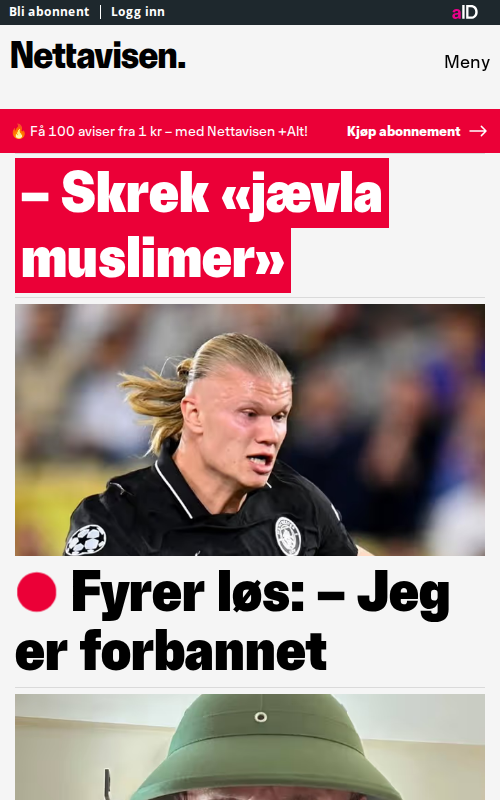 Bli abonnent | Logg inn
aID
Nettavisen.
Meny
🔥 Få 100 aviser fra 1 kr – med Nettavisen +Alt!
Kjøp abonnement →
– Skrek «jævla
muslimer»
Fyrer løs: – Jeg
er forbannet